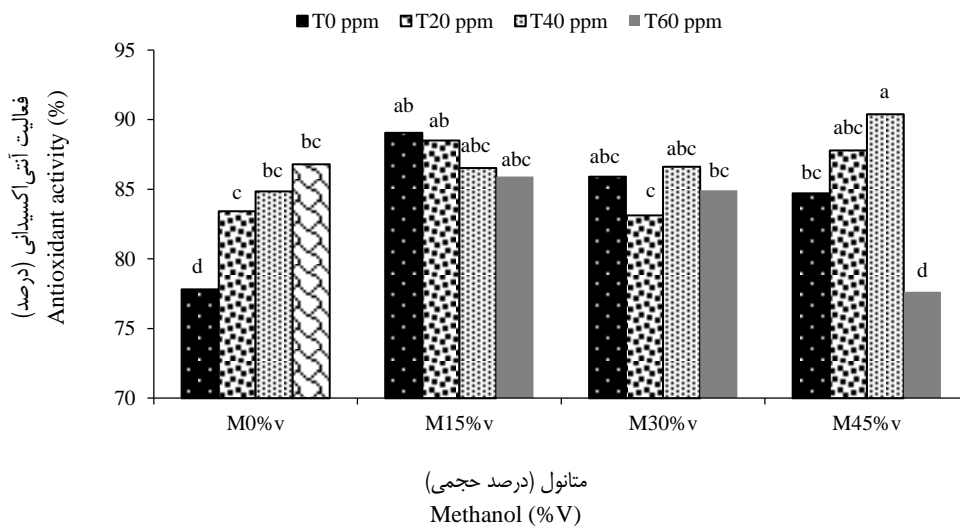 T0 ppm T20 ppm T40 ppm T60 ppm
95
90
85
80
75
70
فعالیت آنتی‌اکسیدانی (درصد)
Antioxidant activity (%)
d c bc bc
ab ab abc abc
abc c abc bc
bc abc a d
M0%v M15%v M30%v M45%v
متانول (درصد حجمی)
Methanol (%V)